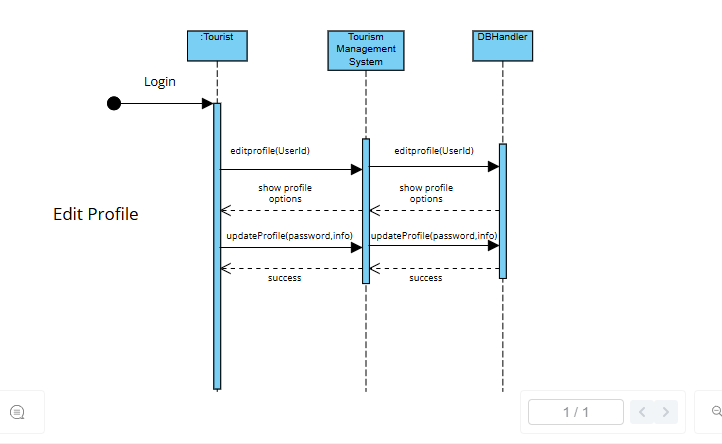 :Tourist
Tourism
Management
System
DBHandler
Login
editprofile(UserId)
editprofile(UserId)
show profile
options
show profile
options
Edit Profile
updateProfile(password,info)
updateProfile(password,info)
success
success
1 / 1